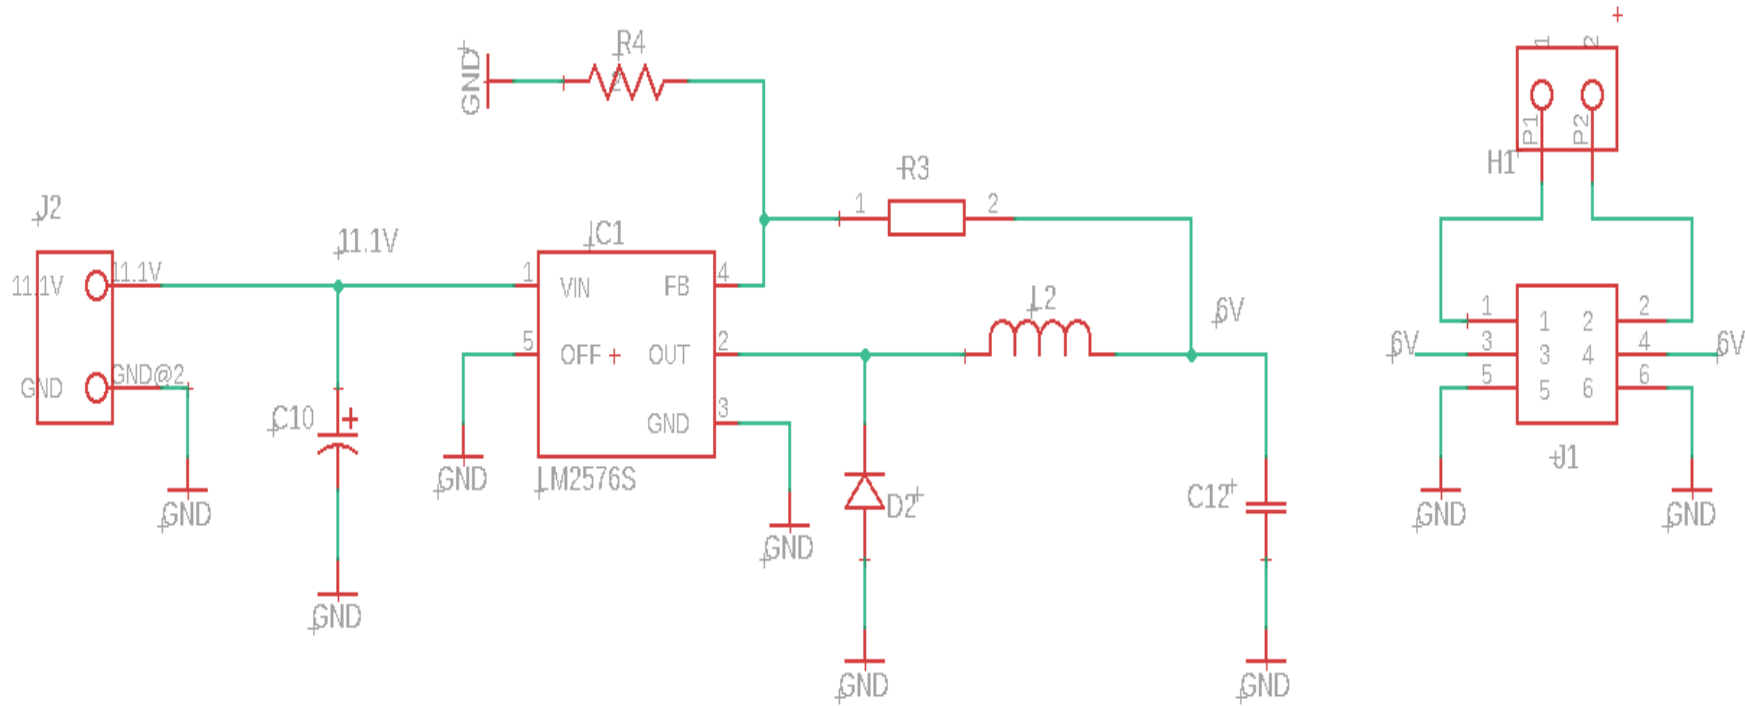 GND
R4
2
1 2
P1 P2
H1
R3
1 2
J2
11.1V
11.1V
11.1V
IC1
1 VIN FB 4
5 OFF OUT 2
GND 3
LM2576S
L2
6V
GND GND@2
C10 +
GND
GND
GND
GND
D2
C12
GND
GND
1 1 2 2
6V 3 3 4 4 6V
5 5 6 6
J1
GND
GND